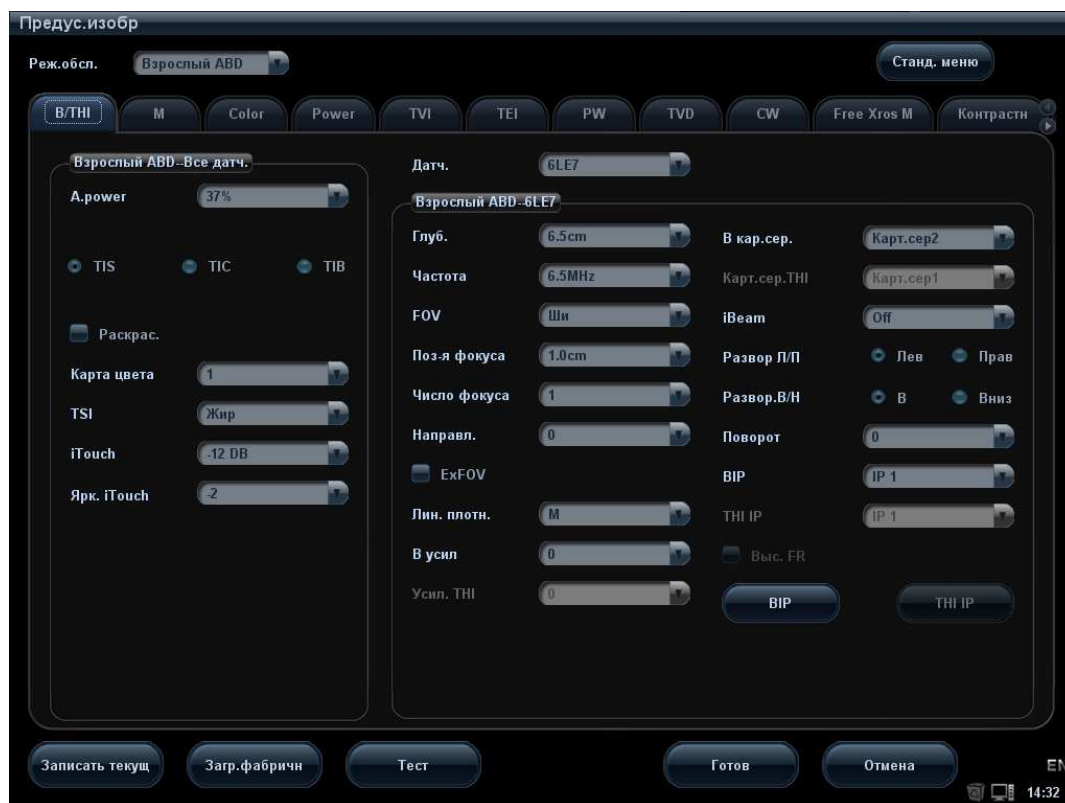 Предус.изобр
Реж.обсл. Взрослый ABD Станд. меню
B/THI M Color Power TVI TEI PW TVD CW Free Xros M Контрастн
Взрослый ABD--Все датч.
A.power 37%
TIS TIC TIB
Раскрас.
Карта цвета 1
TSI Жир
iTouch -12 DB
Ярк. iTouch -2
Датч. 6LE7
Взрослый ABD--6LE7
Глуб. 6.5cm
Частота 6.5MHz
FOV Ши
Поз-я фокуса 1.0cm
Число фокуса 1
Направл. 0
ExFOV
Лин. плотн. M
В усил 0
Усил. THI 0
В кар.сер. Карт.сер2
Карт.сер.THI Карт.сер1
iBeam Off
Развор Л/П Лев Прав
Развор.В/Н В Вниз
Поворот 0
BIP IP 1
THI IP IP 1
Выс. FR
BIP THI IP
Записать текущ Загр.фабричн Тест Готов Отмена EN
14:32